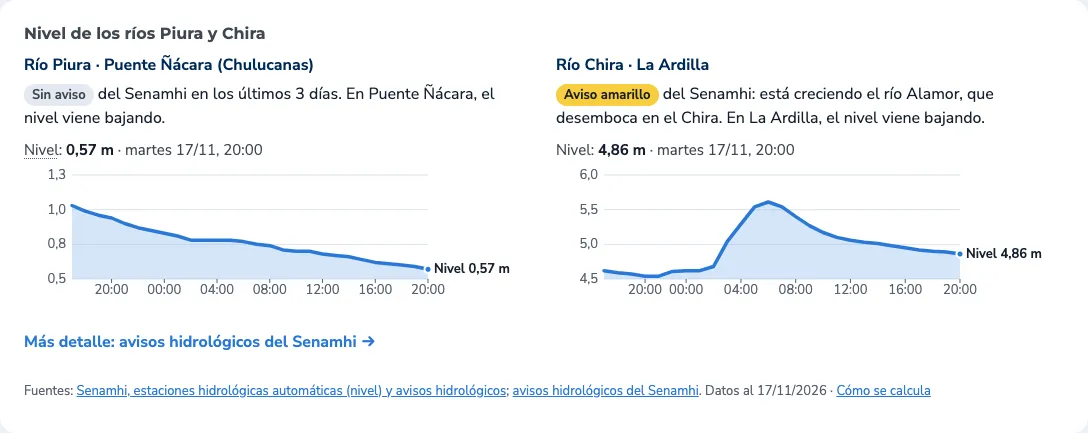 Nivel de los ríos Piura y Chira
Río Piura · Puente Ñácara (Chulucanas)
Sin aviso del Senamhi en los últimos 3 días. En Puente Ñácara, el
nivel viene bajando.
Nivel: 0,57 m · martes 17/11, 20:00
1,3
1,0
0,8
0,5
Nivel 0,57 m
20:00 00:00 04:00 08:00 12:00 16:00 20:00
Río Chira · La Ardilla
Aviso amarillo del Senamhi: está creciendo el río Alamor, que
desemboca en el Chira. En La Ardilla, el nivel viene bajando.
Nivel: 4,86 m · martes 17/11, 20:00
6,0
5,5
5,0
4,5
Nivel 4,86 m
20:00 00:00 04:00 08:00 12:00 16:00 20:00
Más detalle: avisos hidrológicos del Senamhi →
Fuentes: Senamhi, estaciones hidrológicas automáticas (nivel) y avisos hidrológicos; avisos hidrológicos del Senamhi. Datos al 17/11/2026 · Cómo se calcula